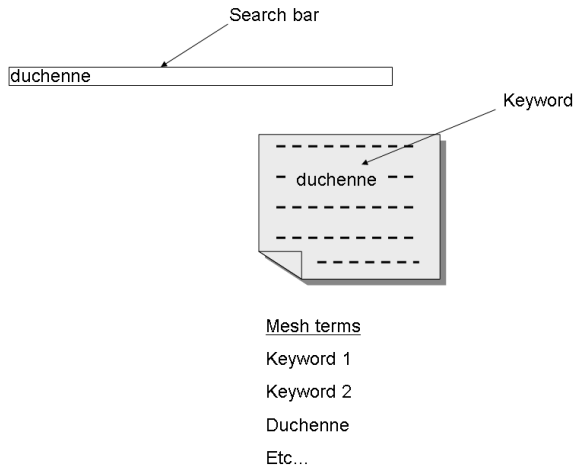 Search bar
duchenne
Keyword
duchenne
Mesh terms
Keyword 1
Keyword 2
Duchenne
Etc...